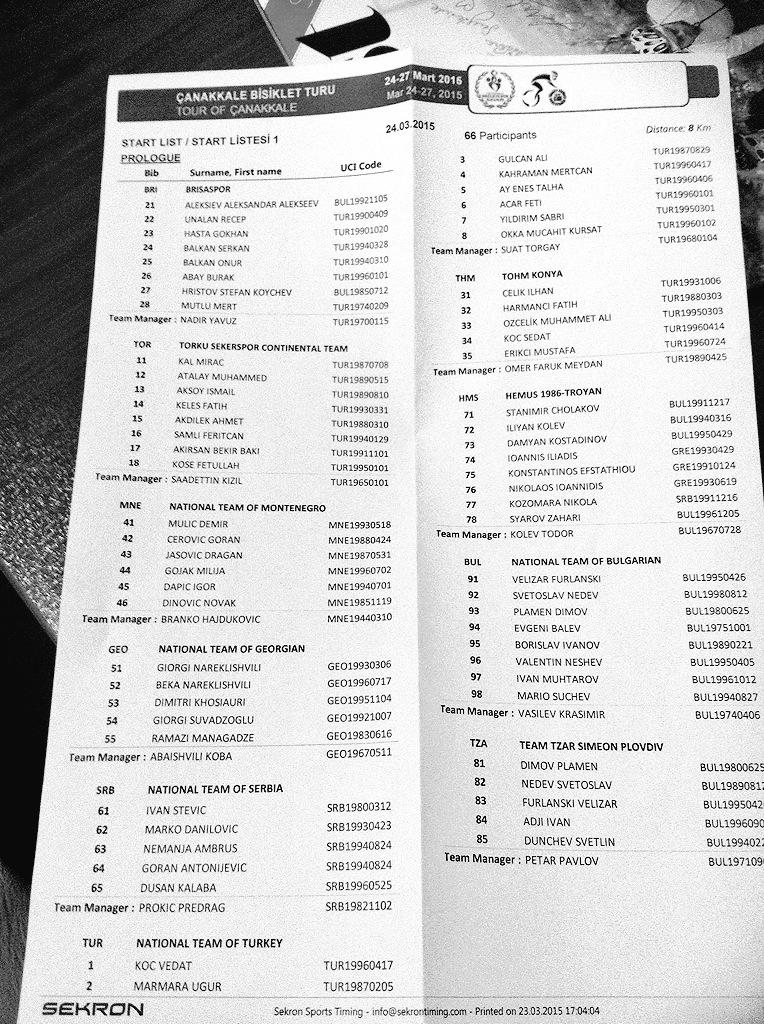 ÇANAKKALE BİSİKLET TURU
TOUR OF ÇANAKKALE
24-27 Mart 2015
Mar 24-27, 2015
24.03.2015
START LIST / START LİSTESİ 1
PROLOGUE
66 Participants
Distance: 8 Km
Bib Surname, First name UCI Code
BRI BRISASPOR
21 ALEKSIEV ALEKSANDAR ALEKSEEV BUL19921105
22 UNALAN RECEP TUR19900409
23 HASTA GOKHAN TUR19901020
24 BALKAN SERKAN TUR19940328
25 BALKAN ONUR TUR19940310
26 ABAY BURAK TUR19960101
27 HRISTOV STEFAN KOYCHEV BUL19850712
28 MUTLU MERT TUR19740209
Team Manager : NADIR YAVUZ TUR19700115
TOR TORKU SEKERSPOR CONTINENTAL TEAM
11 KAL MIRAC TUR19870708
12 ATALAY MUHAMMED TUR19890515
13 AKSOY ISMAIL TUR19890810
14 KELES FATIH TUR19930331
15 AKDILEK AHMET TUR19880310
16 SAMLI FERITCAN TUR19940129
17 AKIRSAN BEKIR BAKI TUR19911101
18 KOSE FETULLAH TUR19950101
Team Manager : SAADETTIN KIZIL TUR19650101
MNE NATIONAL TEAM OF MONTENEGRO
41 MULIC DEMIR MNE19930518
42 CEROVIC GORAN MNE19880424
43 JASOVIC DRAGAN MNE19870531
44 GOJAK MILIJA MNE19960702
45 DAPIC IGOR MNE19940701
46 DINOVIC NOVAK MNE19851119
Team Manager : BRANKO HAJDUKOVIC MNE19440310
GEO NATIONAL TEAM OF GEORGIAN
51 GIORGI NAREKLISHVILI GEO19930306
52 BEKA NAREKLISHVILI GEO19960717
53 DIMITRI KHOSIAURI GEO19951104
54 GIORGI SUVADZOGLU GEO19921007
55 RAMAZI MANAGADZE GEO19830616
Team Manager : ABAISHVILI KOBA GEO19670511
SRB NATIONAL TEAM OF SERBIA
61 IVAN STEVIC SRB19800312
62 MARKO DANILOVIC SRB19930423
63 NEMANJA AMBRUS SRB19940824
64 GORAN ANTONIJEVIC SRB19940824
65 DUSAN KALABA SRB19960525
Team Manager : PROKIC PREDRAG SRB19821102
TUR NATIONAL TEAM OF TURKEY
1 KOC VEDAT TUR19960417
2 MARMARA UGUR TUR19870205
3 GULCAN ALI TUR19870829
4 KAHRAMAN MERTCAN TUR19960417
5 AY ENES TALHA TUR19960406
6 ACAR FETI TUR19960101
7 YILDIRIM SABRI TUR19950301
8 OKKA MUCAHIT KURSAT TUR19960102
Team Manager : SUAT TORGAY TUR19680104
THM TOHM KONYA
31 CELIK ILHAN TUR19931006
32 HARMANCI FATIH TUR19880303
33 OZCELİK MUHAMMET ALI TUR19950303
34 KOC SEDAT TUR19960414
35 ERIKCI MUSTAFA TUR19960724
Team Manager : OMER FARUK MEYDAN TUR19890425
HMS HEMUS 1986-TROYAN
71 STANIMIR CHOLAKOV BUL19911217
72 ILIYAN KOLEV BUL19940316
73 DAMYAN KOSTADINOV BUL19950429
74 IOANNIS ILIADIS GRE19930429
75 KONSTANTINOS EFSTATHIOU GRE19910124
76 NIKOLAOS IOANNIDIS GRE19930619
77 KOZOMARA NIKOLA SRB19911216
78 SYAROV ZAHARI BUL19961205
Team Manager : KOLEV TODOR BUL19670728
BUL NATIONAL TEAM OF BULGARIAN
91 VELIZAR FURLANSKI BUL19950426
92 SVETOSLAV NEDEV BUL19980812
93 PLAMEN DIMOV BUL19800625
94 EVGENI BALEV BUL19751001
95 BORISLAV IVANOV BUL19890221
96 VALENTIN NESHEV BUL19950405
97 IVAN MUHTAROV BUL19961012
98 MARIO SUCHEV BUL19940827
Team Manager : VASILEV KRASIMIR BUL19740406
TZA TEAM TZAR SIMEON PLOVDIV
81 DIMOV PLAMEN BUL19800625
82 NEDEV SVETOSLAV BUL1989081
83 FURLANSKI VELIZAR BUL1995042
84 ADJI IVAN BUL1996090
85 DUNCHEV SVETLIN BUL1994022
Team Manager : PETAR PAVLOV BUL197109
SEKRON
Sekron Sports Timing - info@sekrontiming.com - Printed on 23.03.2015 17:04:04